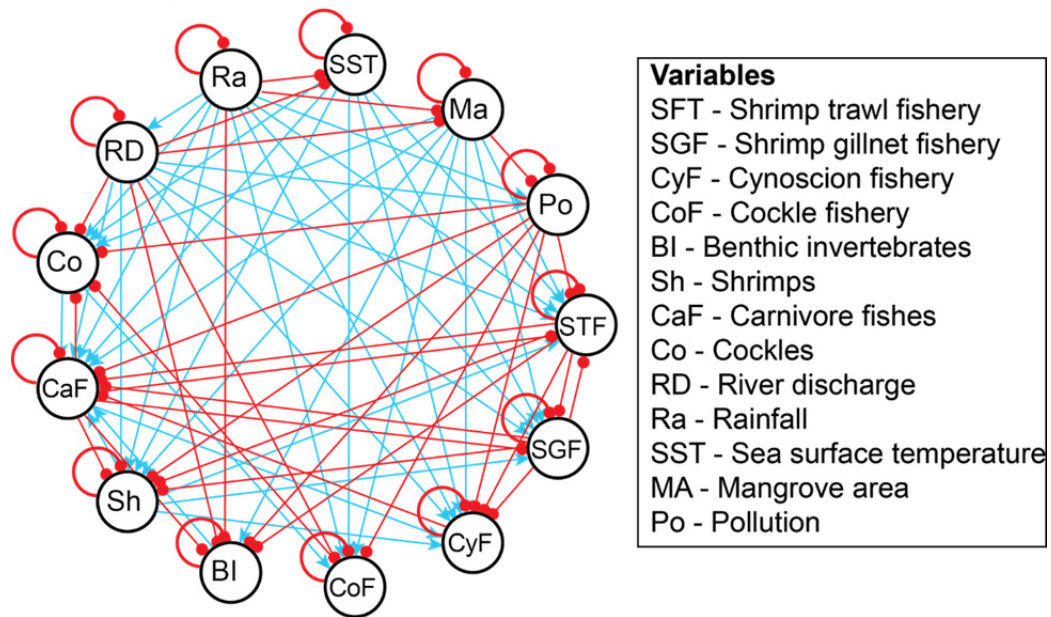 SST
Ra
Ma
RD
Po
Co
STF
CaF
SGF
Sh
CyF
BI
CoF
Variables
SFT - Shrimp trawl fishery
SGF - Shrimp gillnet fishery
CyF - Cynoscion fishery
CoF - Cockle fishery
BI - Benthic invertebrates
Sh - Shrimps
CaF - Carnivore fishes
Co - Cockles
RD - River discharge
Ra - Rainfall
SST - Sea surface temperature
MA - Mangrove area
Po - Pollution